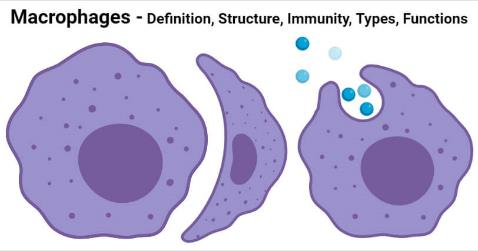 Macrophages - Definition, Structure, Immunity, Types, Functions